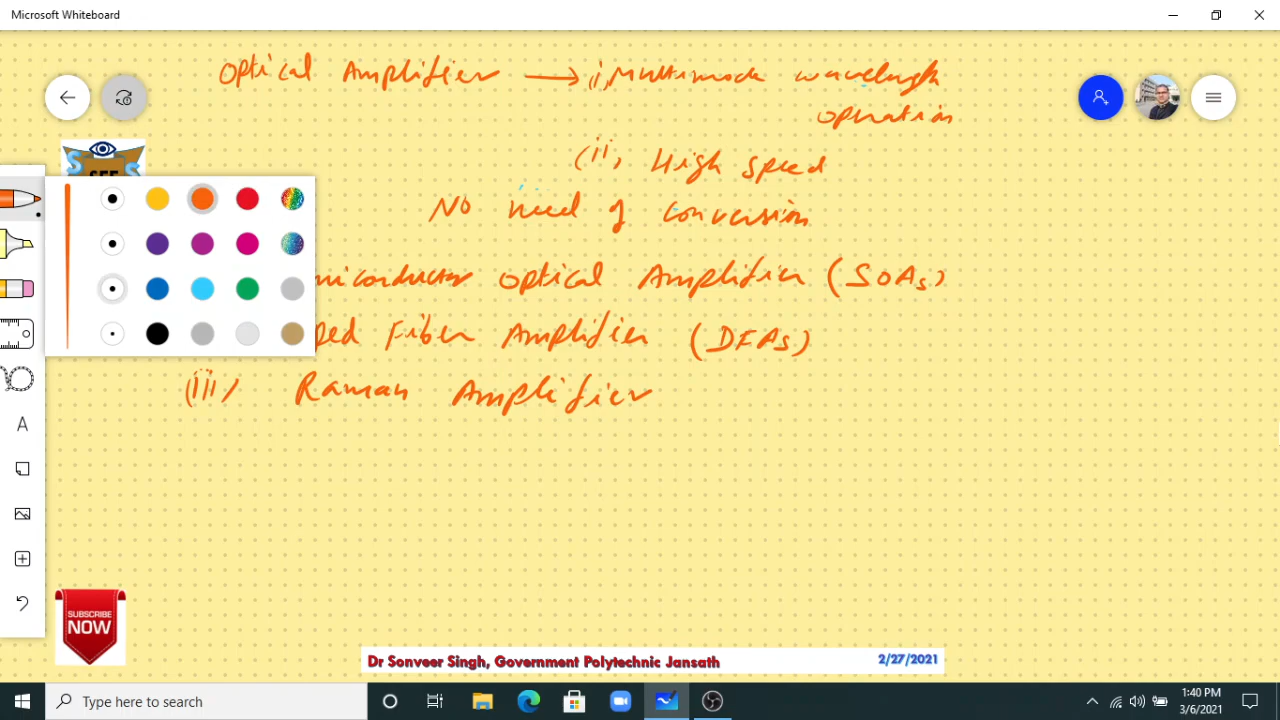 Microsoft Whiteboard
Optical Amplifier → (i) Multimode wavelength
operation
(ii) High Speed
No need of conversion
miconductor optical Amplifier (SOAs)
ped Fiber Amplifier (DFAs)
(iii) Raman Amplifier
SEE
A
SUBSCRIBE
NOW
Dr Sonveer Singh, Government Polytechnic Jansath
2/27/2021
Type here to search
1:40 PM
3/6/2021